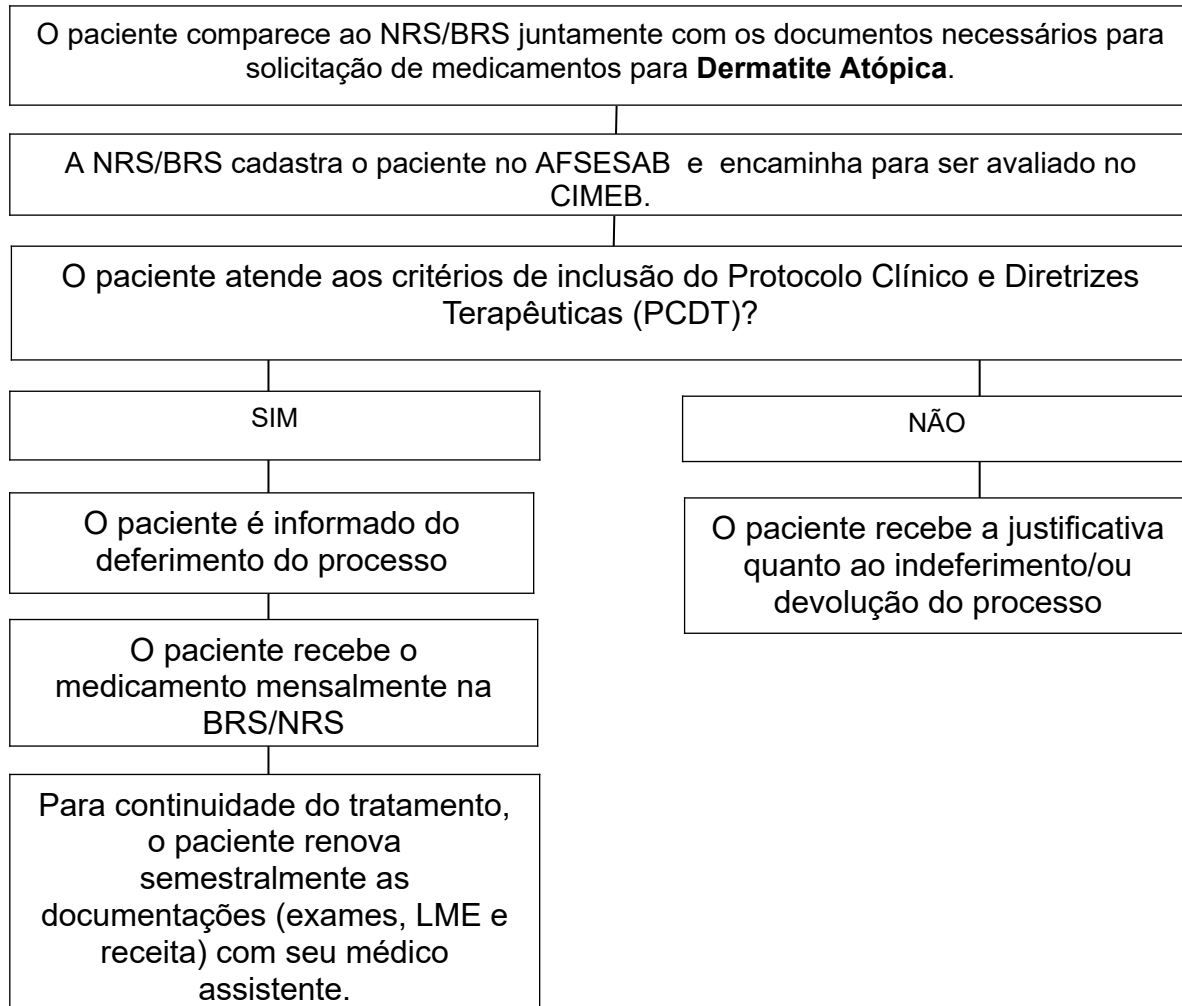 O paciente comparece ao NRS/BRS juntamente com os documentos necessários para
solicitação de medicamentos para Dermatite Atópica.
A NRS/BRS cadastra o paciente no AFSESAB e encaminha para ser avaliado no
CIMEB.
O paciente atende aos critérios de inclusão do Protocolo Clínico e Diretrizes
Terapêuticas (PCDT)?
SIM
NÃO
O paciente é informado do
deferimento do processo
O paciente recebe a justificativa
quanto ao indeferimento/ou
devolução do processo
O paciente recebe o
medicamento mensalmente na
BRS/NRS
Para continuidade do tratamento,
o paciente renova
semestralmente as
documentações (exames, LME e
receita) com seu médico
assistente.